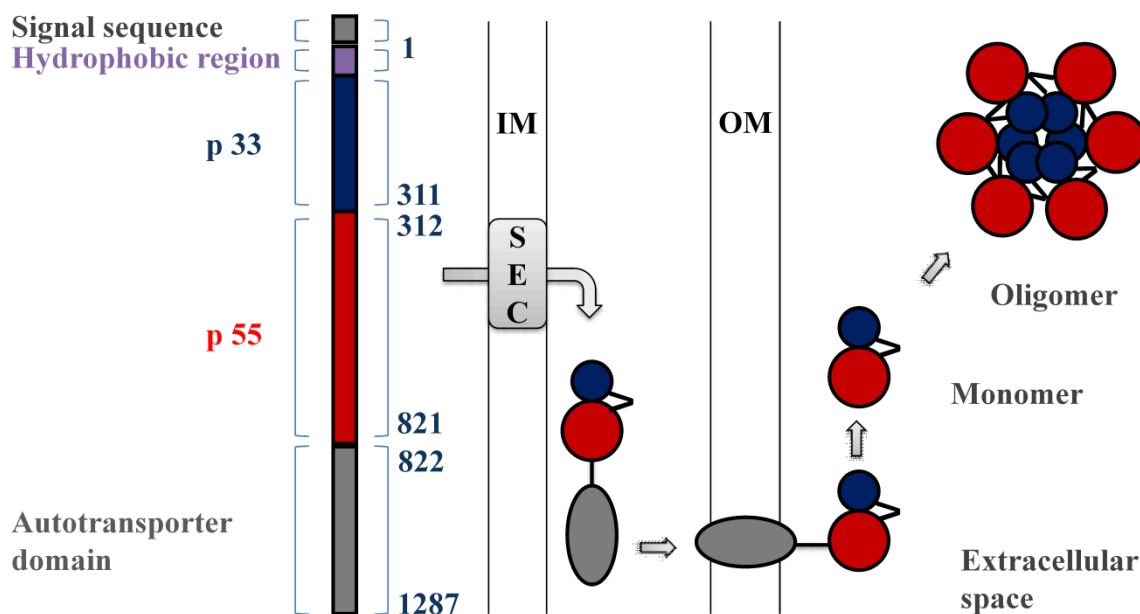 Signal sequence
Hydrophobic region
1
p 33
311
312
p 55
821
822
Autotransporter
domain
1287
IM
S
E
C
OM
Oligomer
Monomer
Extracellular
space